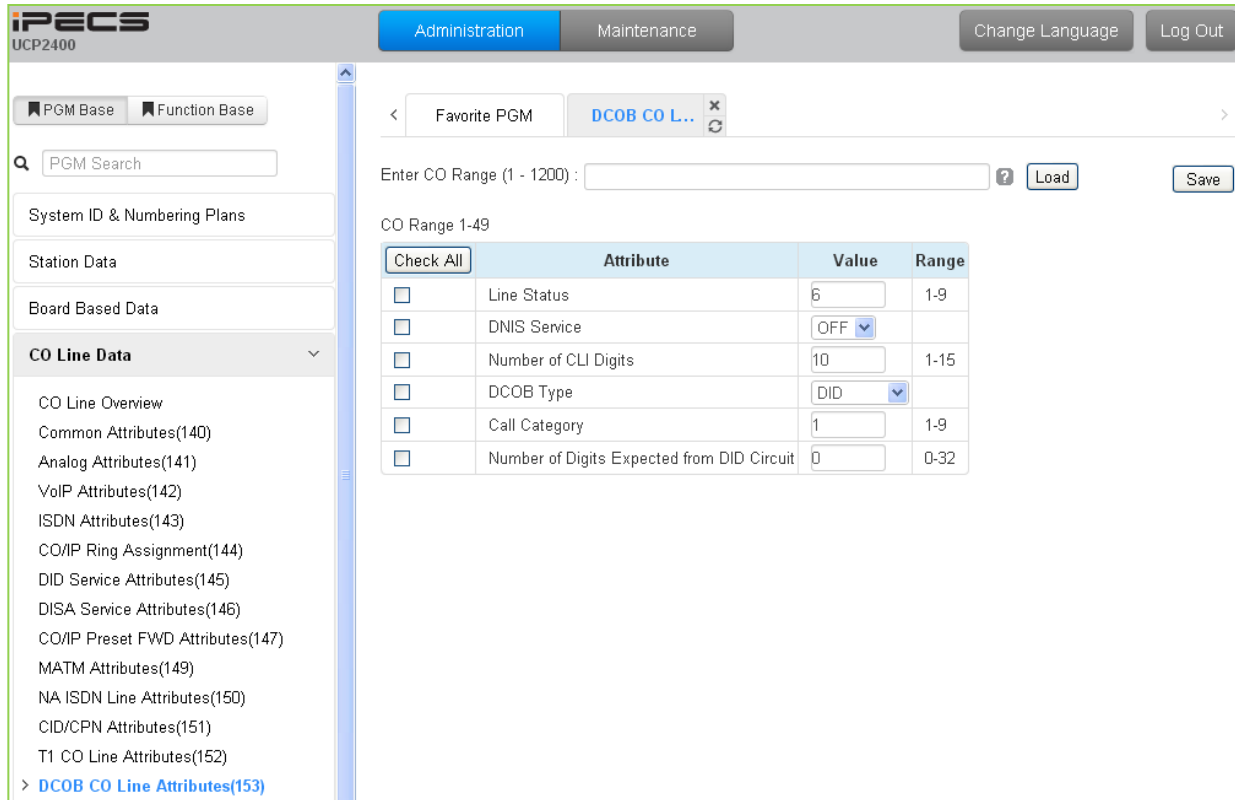 iPECS
UCP2400
Administration
Maintenance
Change Language
Log Out
PGM Base
Function Base
PGM Search
System ID & Numbering Plans
Station Data
Board Based Data
CO Line Data
CO Line Overview
Common Attributes(140)
Analog Attributes(141)
VoIP Attributes(142)
ISDN Attributes(143)
CO/IP Ring Assignment(144)
DID Service Attributes(145)
DISA Service Attributes(146)
CO/IP Preset FWD Attributes(147)
MATM Attributes(149)
NA ISDN Line Attributes(150)
CID/CPN Attributes(151)
T1 CO Line Attributes(152)
> DCOB CO Line Attributes(153)
< Favorite PGM DCOB CO L... >
Enter CO Range (1 - 1200) : ? Load Save
CO Range 1-49
Check All Attribute Value Range
Line Status 6 1-9
DNIS Service OFF
Number of CLI Digits 10 1-15
DCOB Type DID
Call Category 1 1-9
Number of Digits Expected from DID Circuit 0 0-32